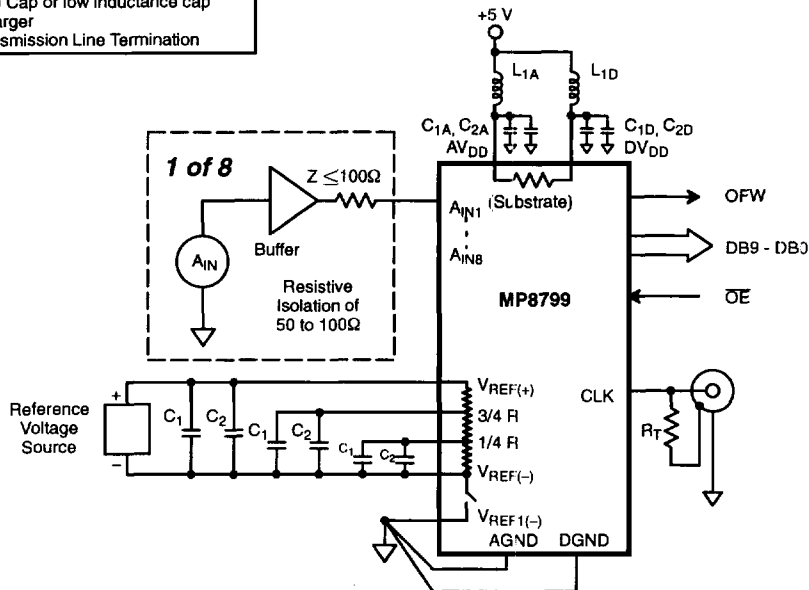 Cap or low inductance cap
arger
smission Line Termination
+5 V
L1A
L1D
C1A, C2A
AVDD
C1D, C2D
DVDD
1 of 8
Z ≤100Ω
Buffer
AIN
Resistive
Isolation of
50 to 100Ω
AIN1
(Substrate)
AIN8
MP8799
OFW
DB9 - DB0
OE
CLK
RT
Reference
Voltage
Source
+
–
C1
C2
C1
C2
C1
C2
VREF(+)
3/4 R
1/4 R
VREF(–)
VREF1(–)
AGND
DGND